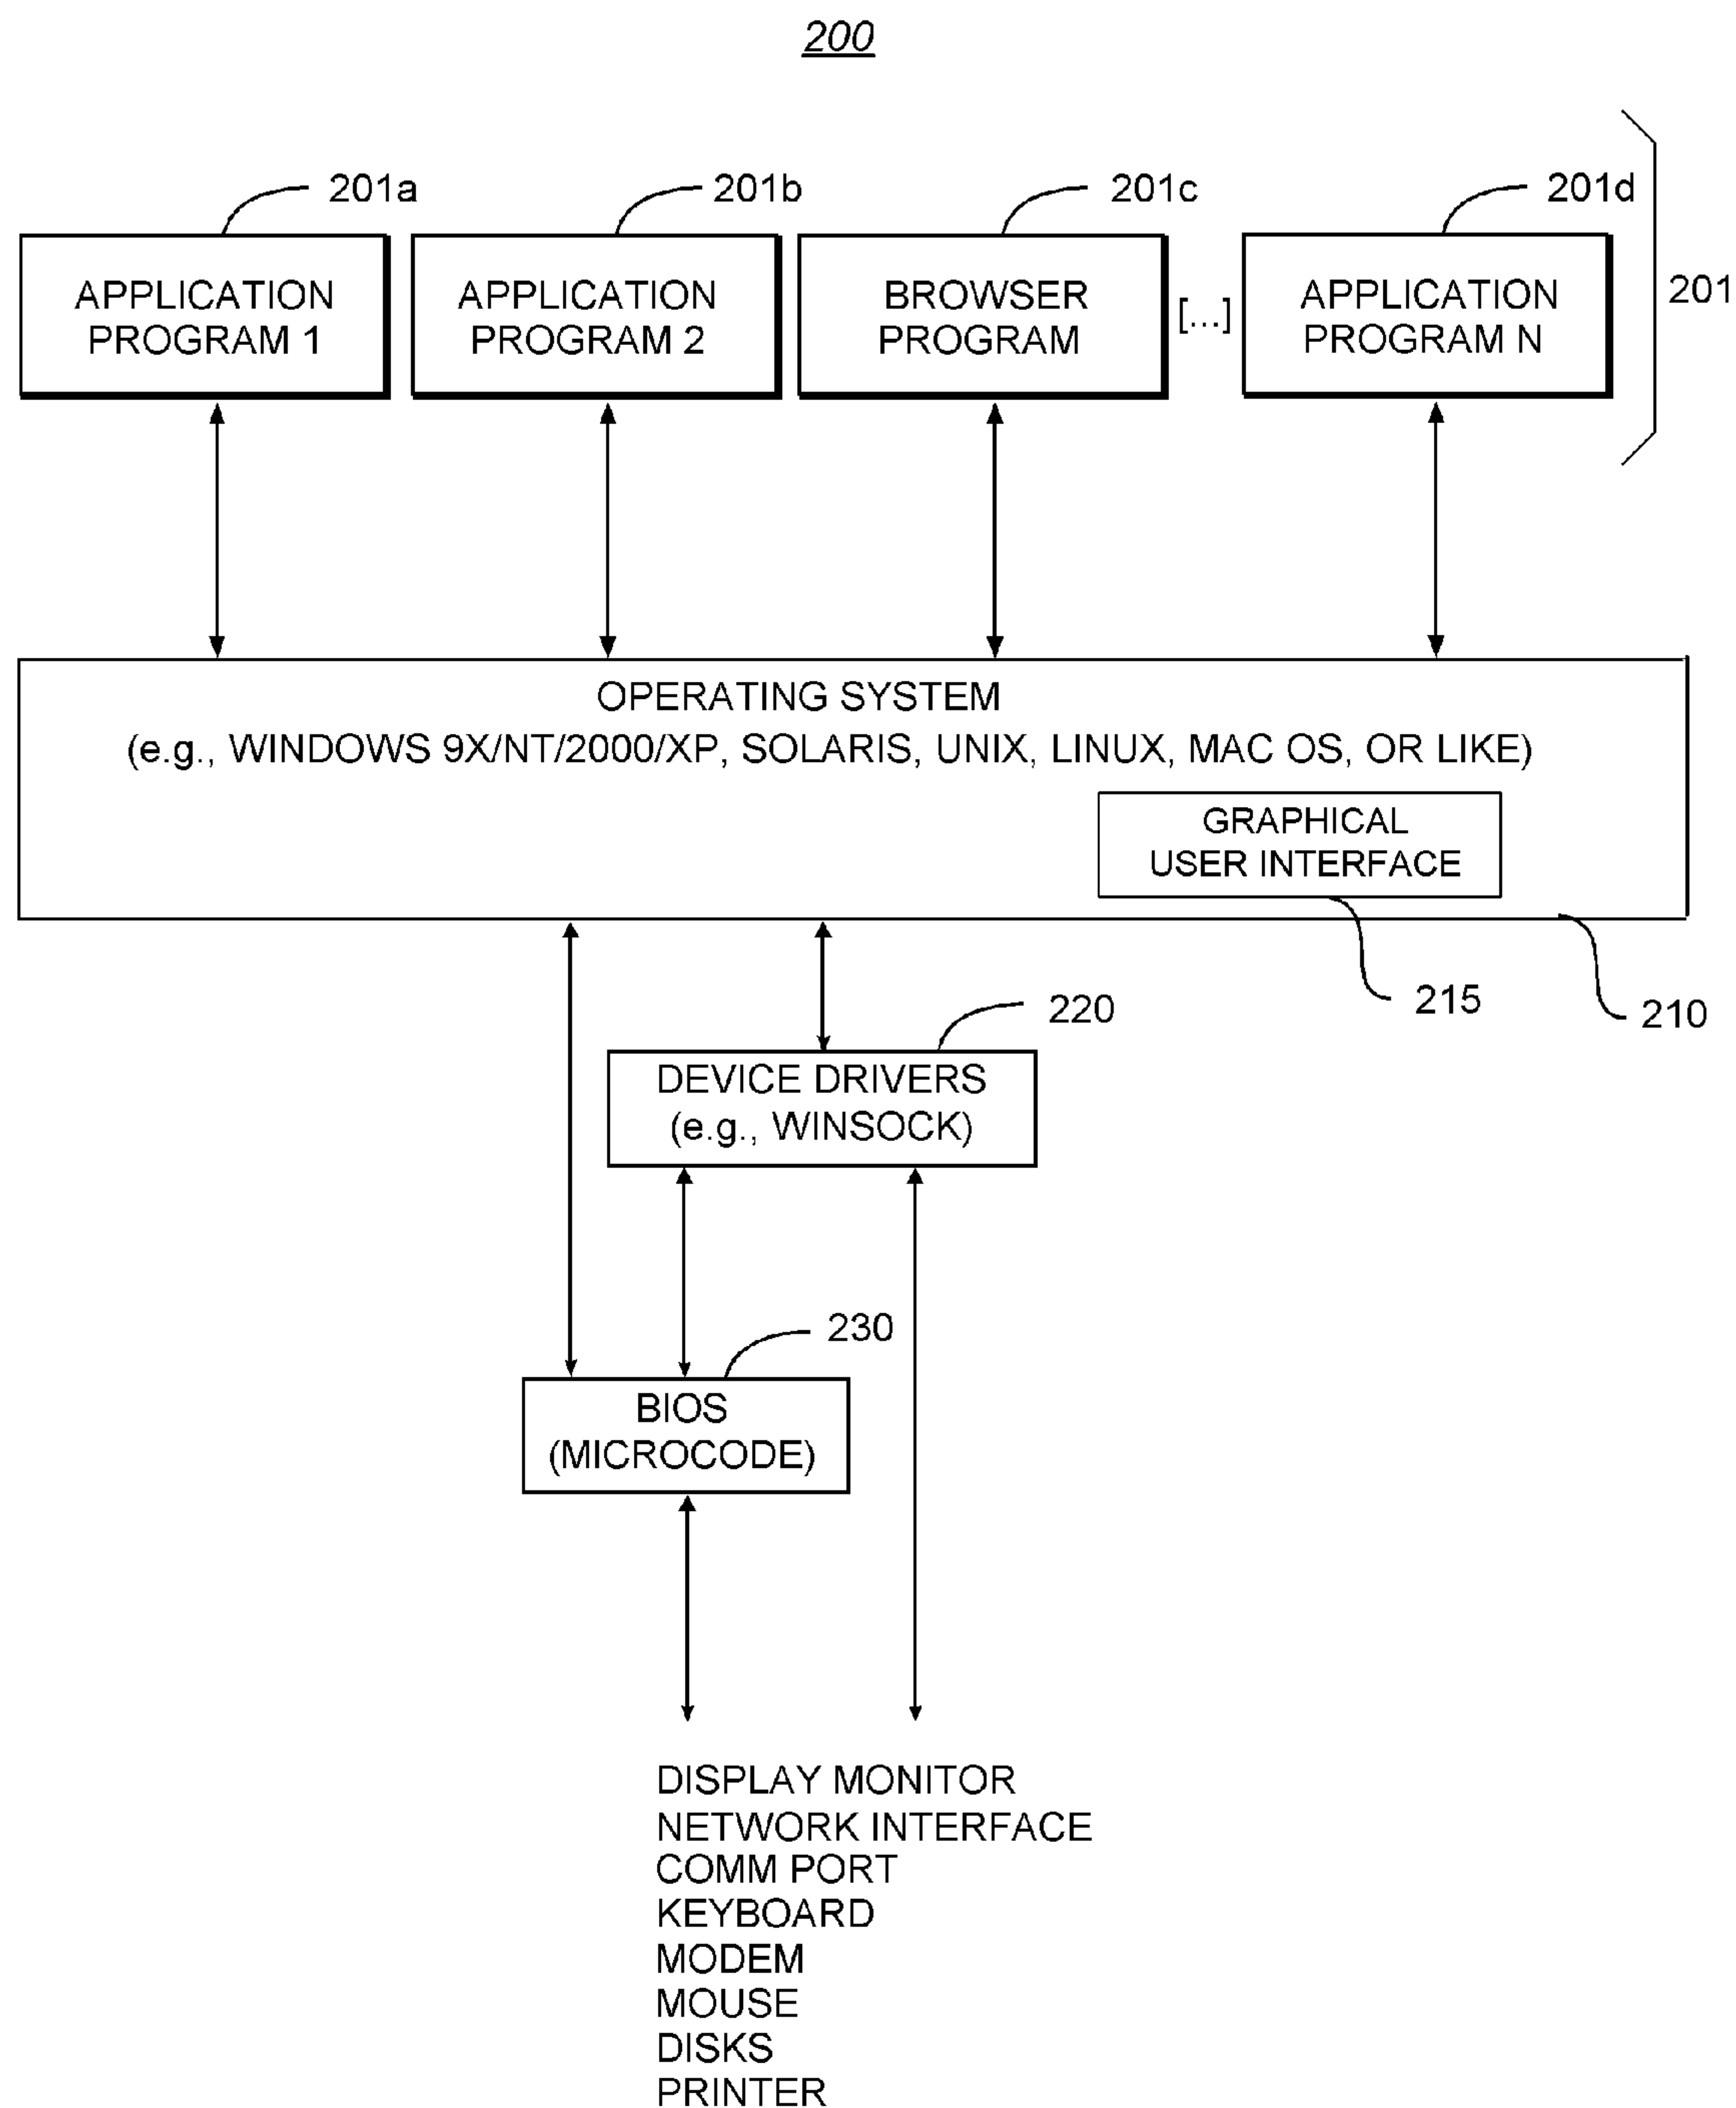 200
201a
201b
201c
201d
201
APPLICATION
PROGRAM 1
APPLICATION
PROGRAM 2
BROWSER
PROGRAM
[...]
APPLICATION
PROGRAM N
OPERATING SYSTEM
(e.g., WINDOWS 9X/NT/2000/XP, SOLARIS, UNIX, LINUX, MAC OS, OR LIKE)
GRAPHICAL
USER INTERFACE
215
210
220
DEVICE DRIVERS
(e.g., WINSOCK)
230
BIOS
(MICROCODE)
DISPLAY MONITOR
NETWORK INTERFACE
COMM PORT
KEYBOARD
MODEM
MOUSE
DISKS
PRINTER